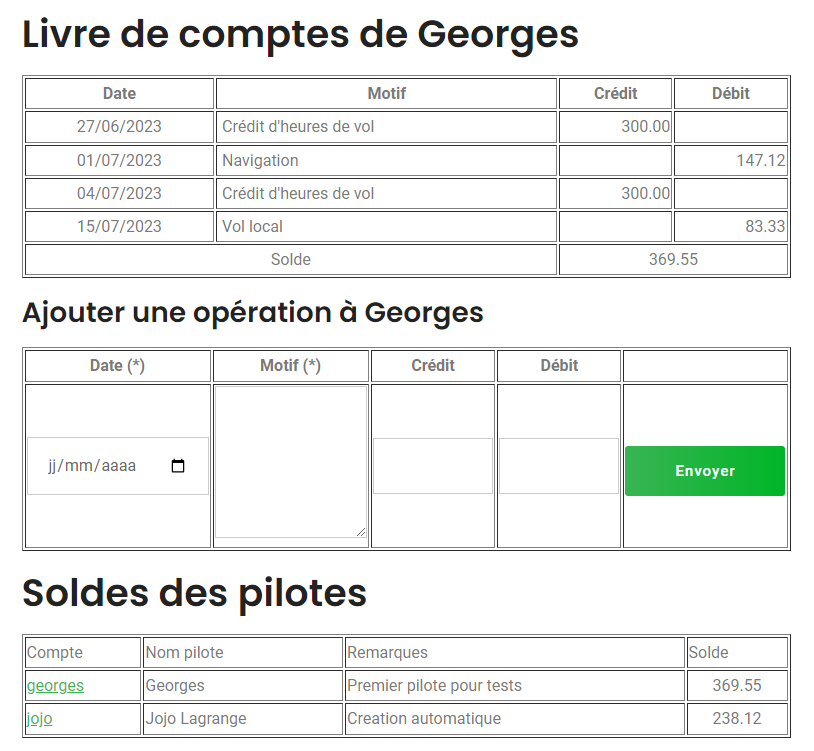 Livre de comptes de Georges
Date Motif Crédit Débit
27/06/2023 Crédit d'heures de vol 300.00
01/07/2023 Navigation 147.12
04/07/2023 Crédit d'heures de vol 300.00
15/07/2023 Vol local 83.33
Solde 369.55
Ajouter une opération à Georges
Date (*) Motif (*) Crédit Débit
jj/mm/aaaa Envoyer
Soldes des pilotes
Compte Nom pilote Remarques Solde
georges Georges Premier pilote pour tests 369.55
jojo Jojo Lagrange Creation automatique 238.12